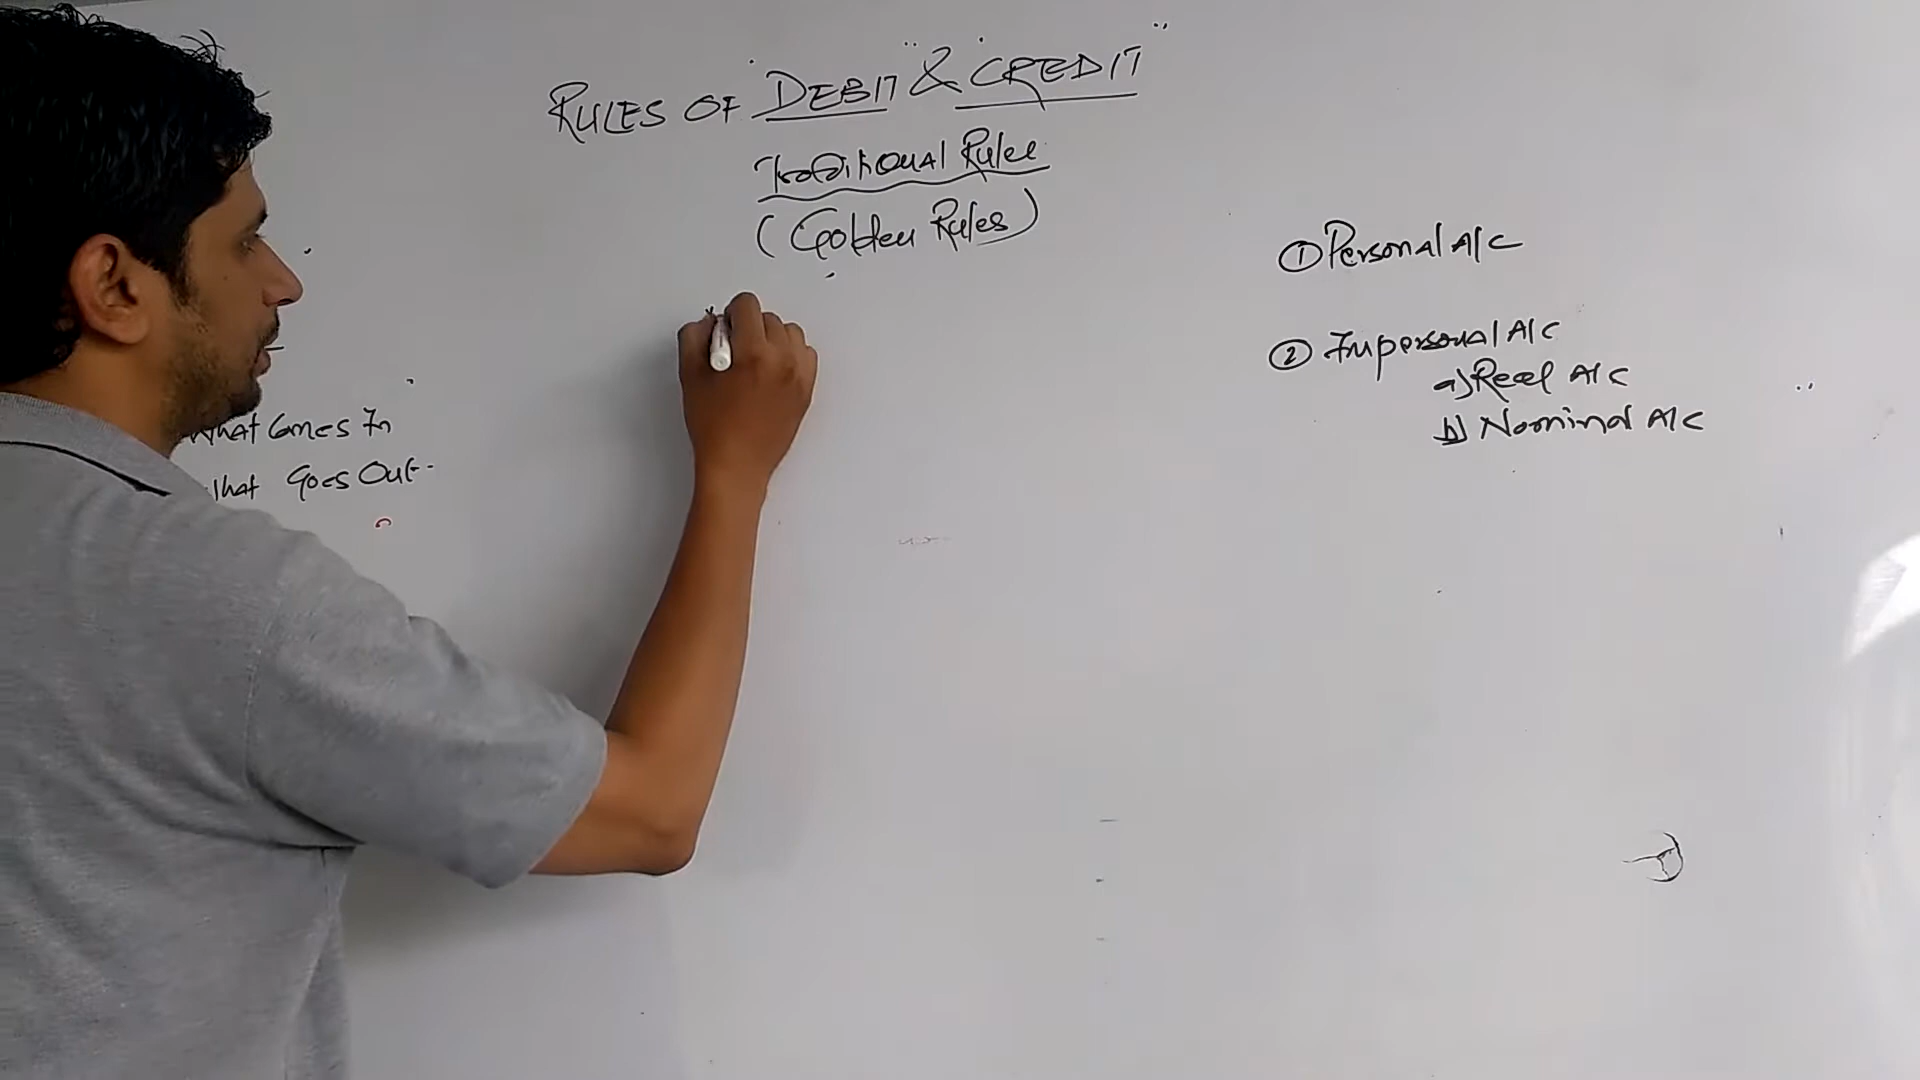 RULES OF "DEBIT" & "CREDIT"
Traditional Rules
(Golden Rules)
What Comes In
What Goes Out.
① Personal A/C
② Impersonal A/C
a) Real A/C
b) Nominal A/C